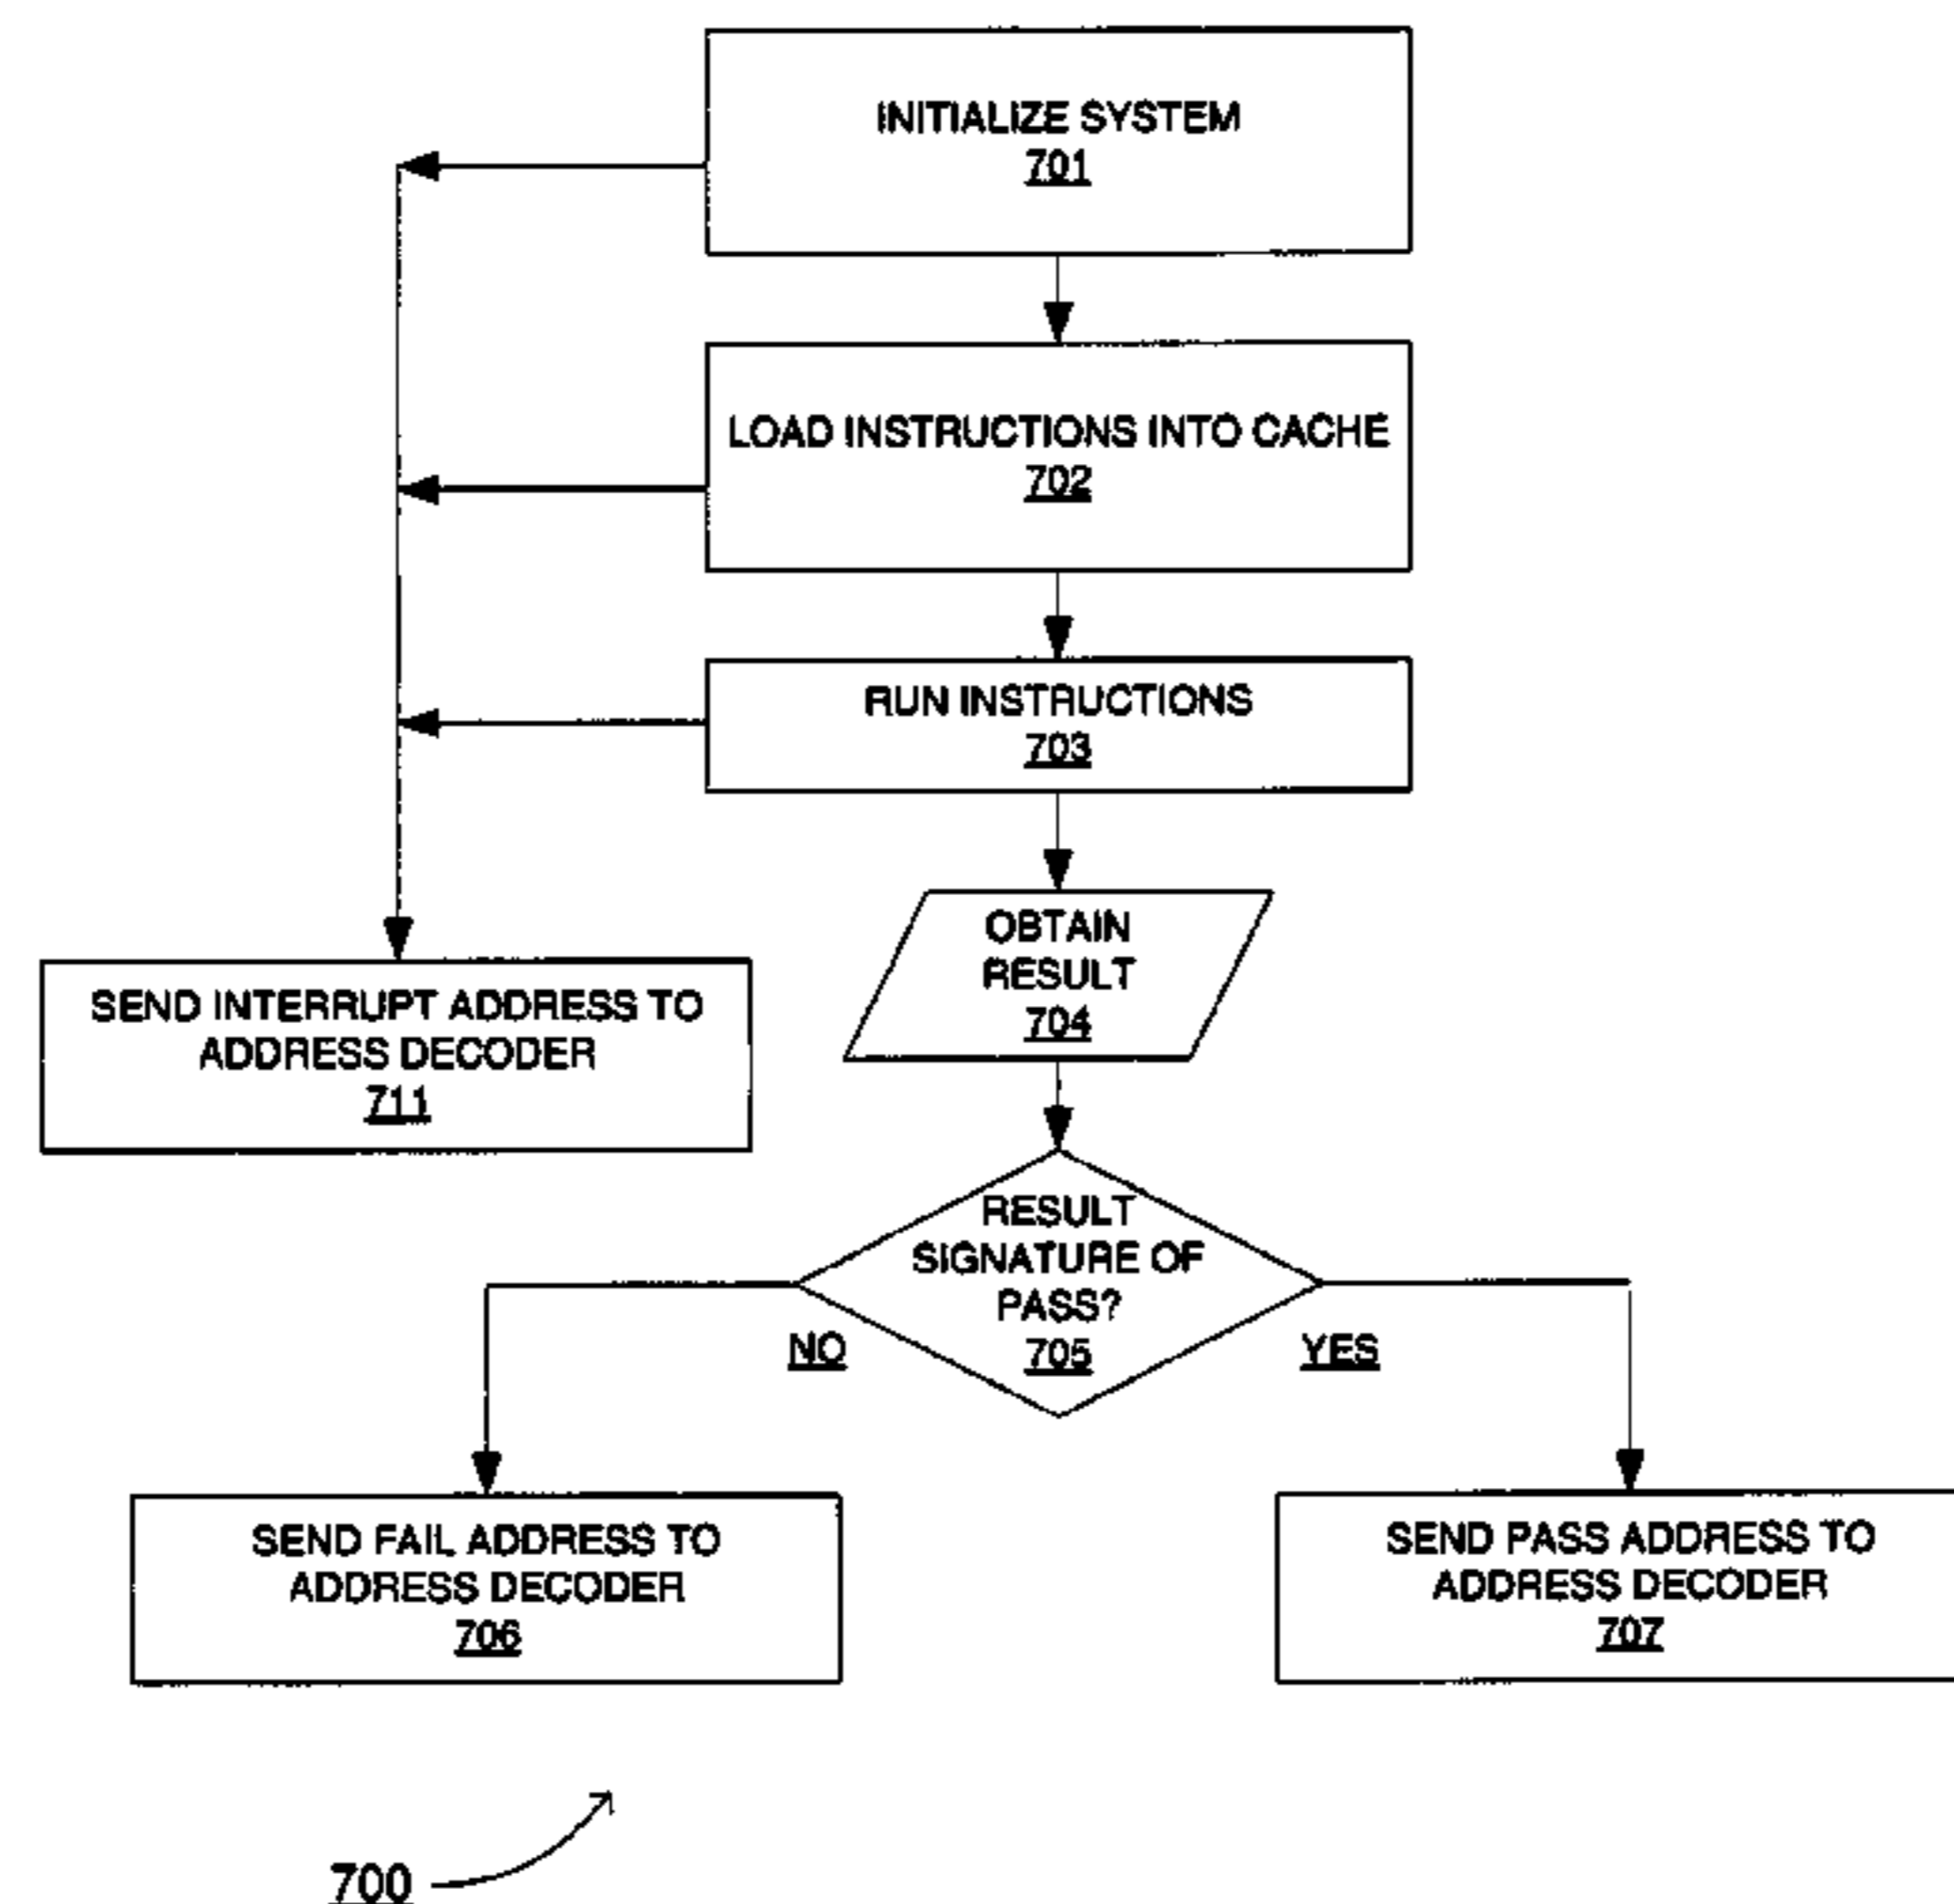 INITIALIZE SYSTEM
701
LOAD INSTRUCTIONS INTO CACHE
702
RUN INSTRUCTIONS
703
OBTAIN
RESULT
704
SEND INTERRUPT ADDRESS TO
ADDRESS DECODER
711
RESULT
SIGNATURE OF
PASS?
705
NO
YES
SEND FAIL ADDRESS TO
ADDRESS DECODER
706
SEND PASS ADDRESS TO
ADDRESS DECODER
707
700